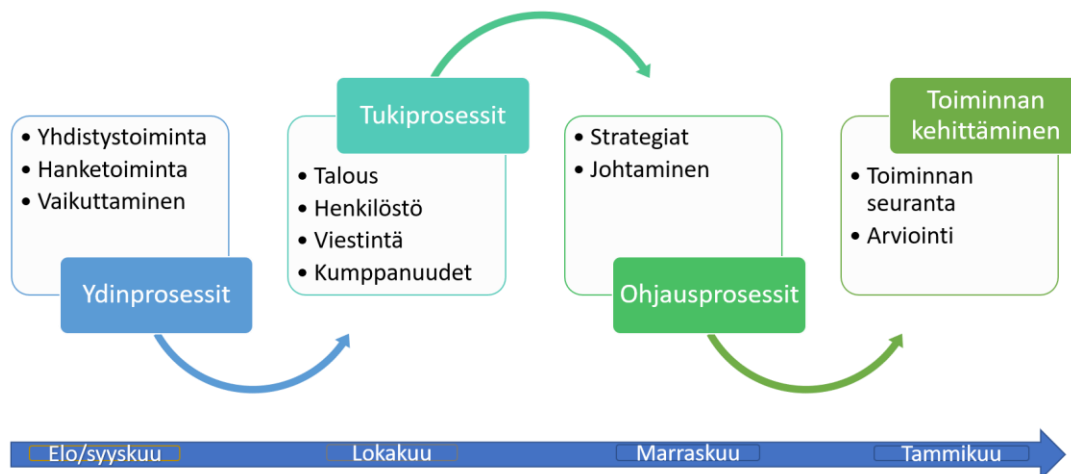 • Yhdistystoiminta
• Hanketoiminta
• Vaikuttaminen
Ydinprosessit
Tukiprosessit
• Talous
• Henkilöstö
• Viestintä
• Kumppanuudet
• Strategiat
• Johtaminen
Ohjausprosessit
Toiminnan
kehittäminen
• Toiminnan
seuranta
• Arviointi
Elo/syyskuu
Lokakuu
Marraskuu
Tammikuu